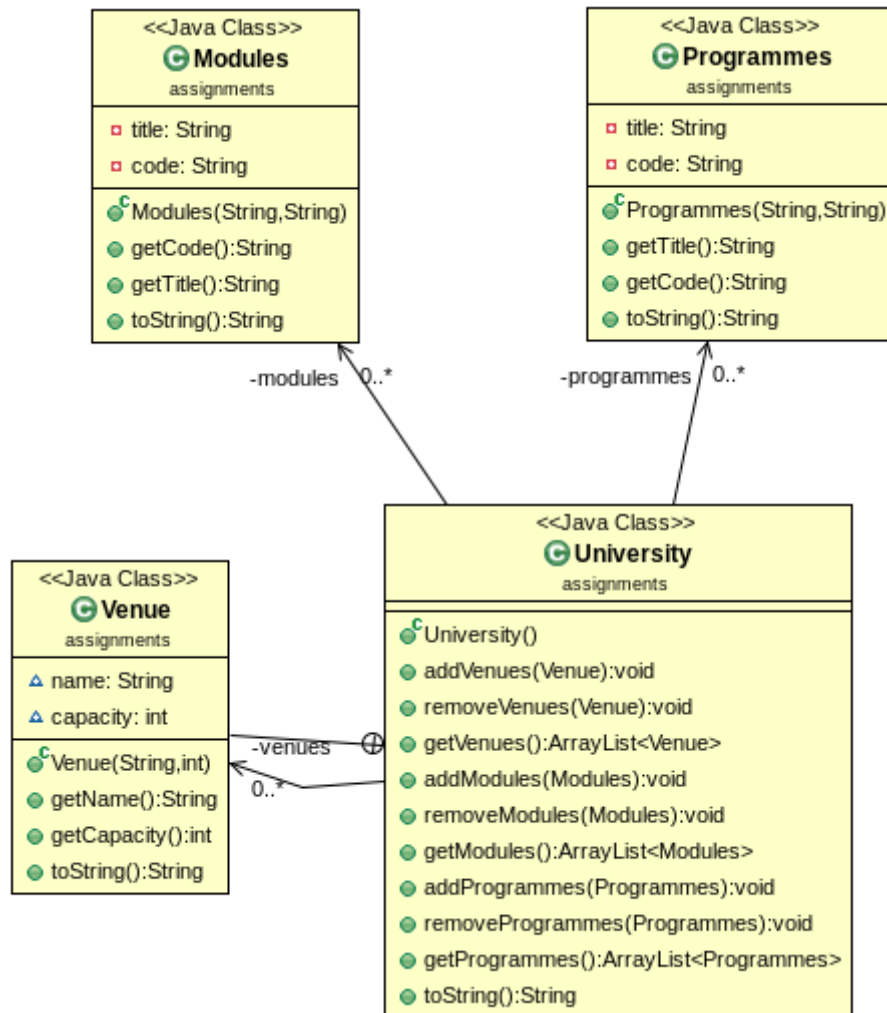 <<Java Class>>
Modules
assignments
title: String
code: String
Modules(String,String)
getCode():String
getTitle():String
toString():String
<<Java Class>>
Programmes
assignments
title: String
code: String
Programmes(String,String)
getTitle():String
getCode():String
toString():String
-modules 0..*
-programmes 0..*
<<Java Class>>
Venue
assignments
name: String
capacity: int
Venue(String,int)
getName():String
getCapacity():int
toString():String
-venues
0..*
<<Java Class>>
University
assignments
University()
addVenues(Venue):void
removeVenues(Venue):void
getVenues():ArrayList<Venue>
addModules(Modules):void
removeModules(Modules):void
getModules():ArrayList<Modules>
addProgrammes(Programmes):void
removeProgrammes(Programmes):void
getProgrammes():ArrayList<Programmes>
toString():String